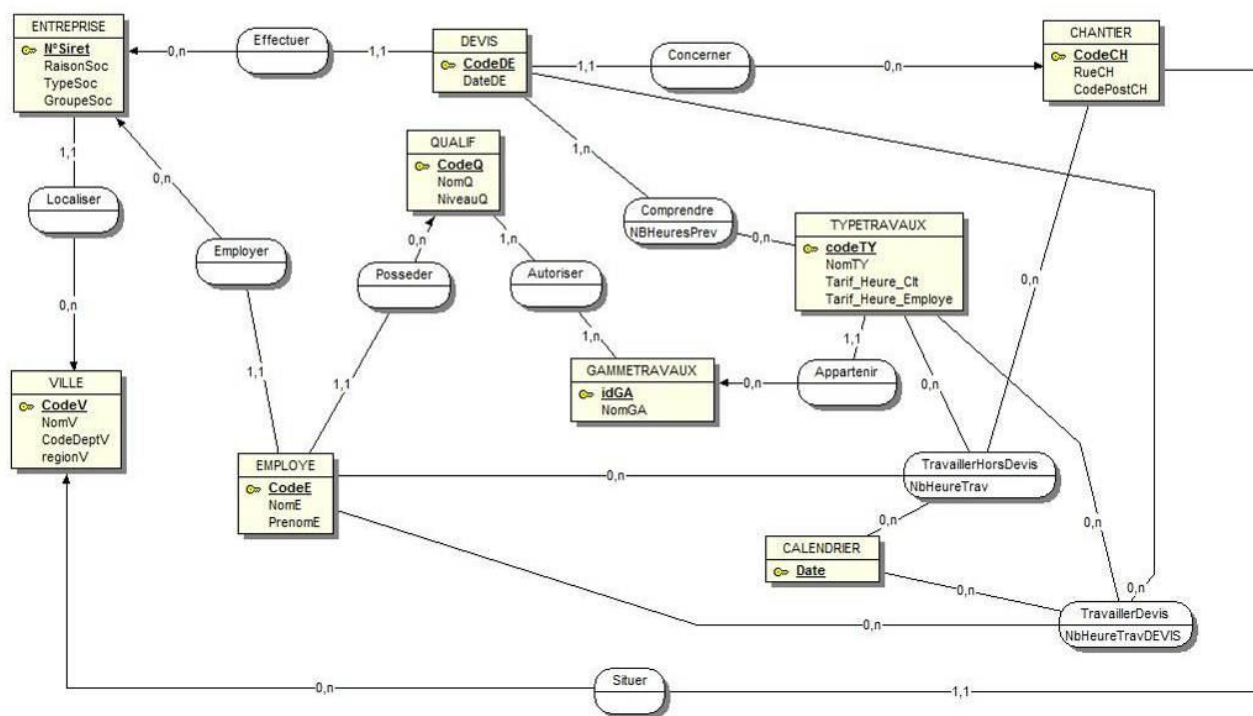 ENTREPRISE
N°Siret
RaisonSoc
TypeSoc
GroupeSoc
0,n
Effectuer
1,1
DEVIS
CodeDE
DateDE
1,1
Concerner
0,n
CHANTIER
CodeCH
RueCH
CodePostCH
1,1
Localiser
0,n
0,n
Employer
1,1
QUALIF
CodeQ
NomQ
NiveauQ
0,n
Posseder
1,1
1,n
Autoriser
1,n
1,n
Comprendre
NBHeuresPrev
0,n
TYPETRAVAUX
codeTY
NomTY
Tarif_Heure_Clt
Tarif_Heure_Employe
0,n
1,1
Appartenir
0,n
GAMMETRAVAUX
idGA
NomGA
VILLE
CodeV
NomV
CodeDeptV
regionV
EMPLOYE
CodeE
NomE
PrenomE
0,n
0,n
TravaillerHorsDevis
NbHeureTrav
0,n
CALENDRIER
Date
0,n
0,n
0,n
0,n
TravaillerDevis
NbHeureTravDEVIS
0,n
Situer
1,1